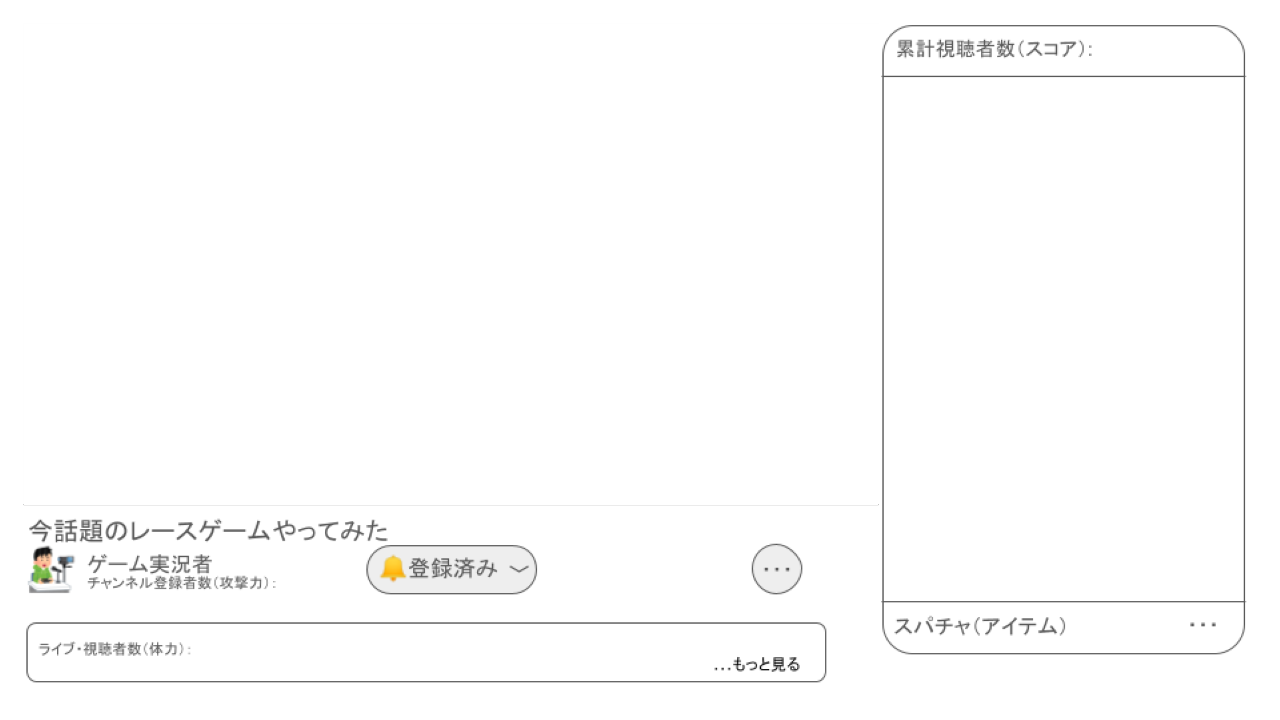 累計視聴者数(スコア):
今話題のレースゲームやってみた
ゲーム実況者
チャンネル登録者数(攻撃力):
登録済み
...
ライブ・視聴者数(体力):
...もっと見る
スパチャ(アイテム)
...